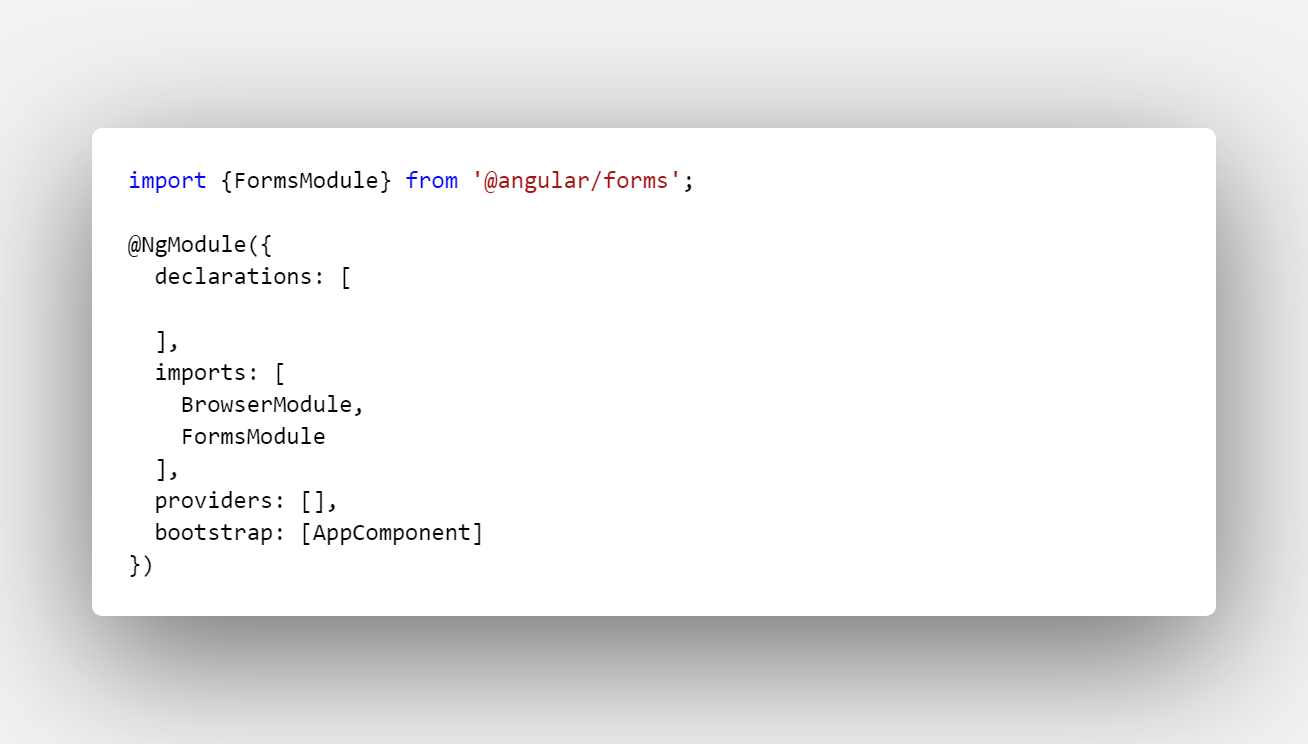 import {FormsModule} from '@angular/forms';
@NgModule({
  declarations: [
  ],
  imports: [
    BrowserModule,
    FormsModule
  ],
  providers: [],
  bootstrap: [AppComponent]
})